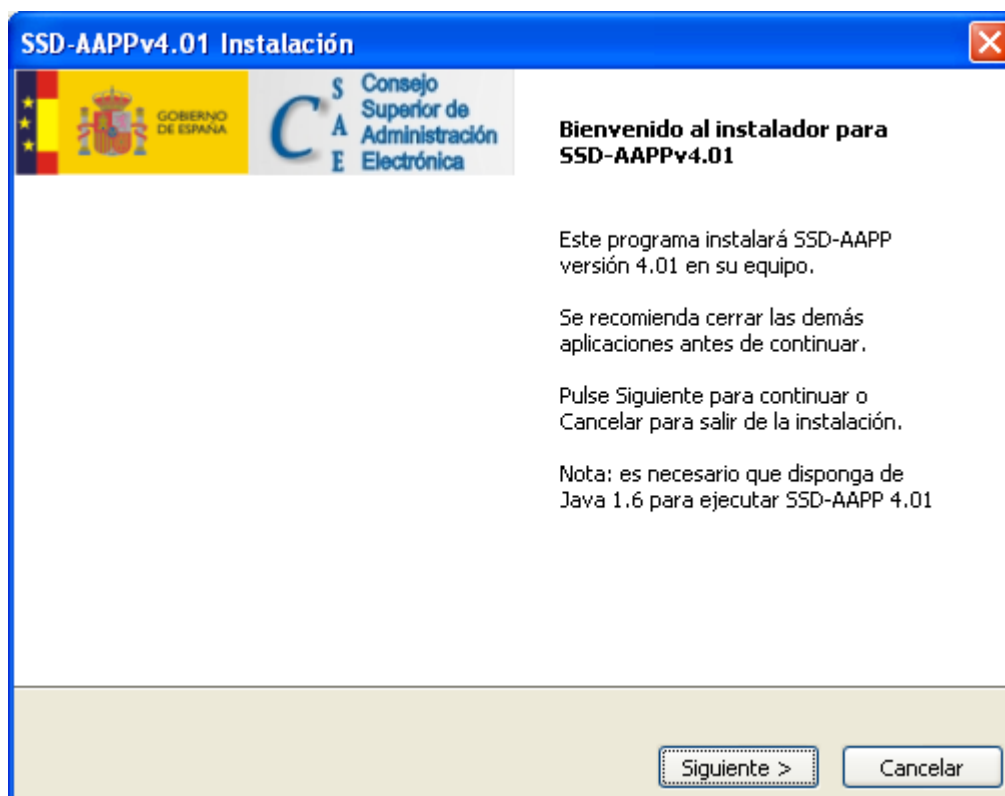 SSD-AAPPv4.01 Instalación
GOBIERNO
DE ESPAÑA
C
S
A
E
Consejo
Superior de
Administración
Electrónica
Bienvenido al instalador para
SSD-AAPPv4.01
Este programa instalará SSD-AAPP
versión 4.01 en su equipo.
Se recomienda cerrar las demás
aplicaciones antes de continuar.
Pulse Siguiente para continuar o
Cancelar para salir de la instalación.
Nota: es necesario que disponga de
Java 1.6 para ejecutar SSD-AAPP 4.01
Siguiente >
Cancelar